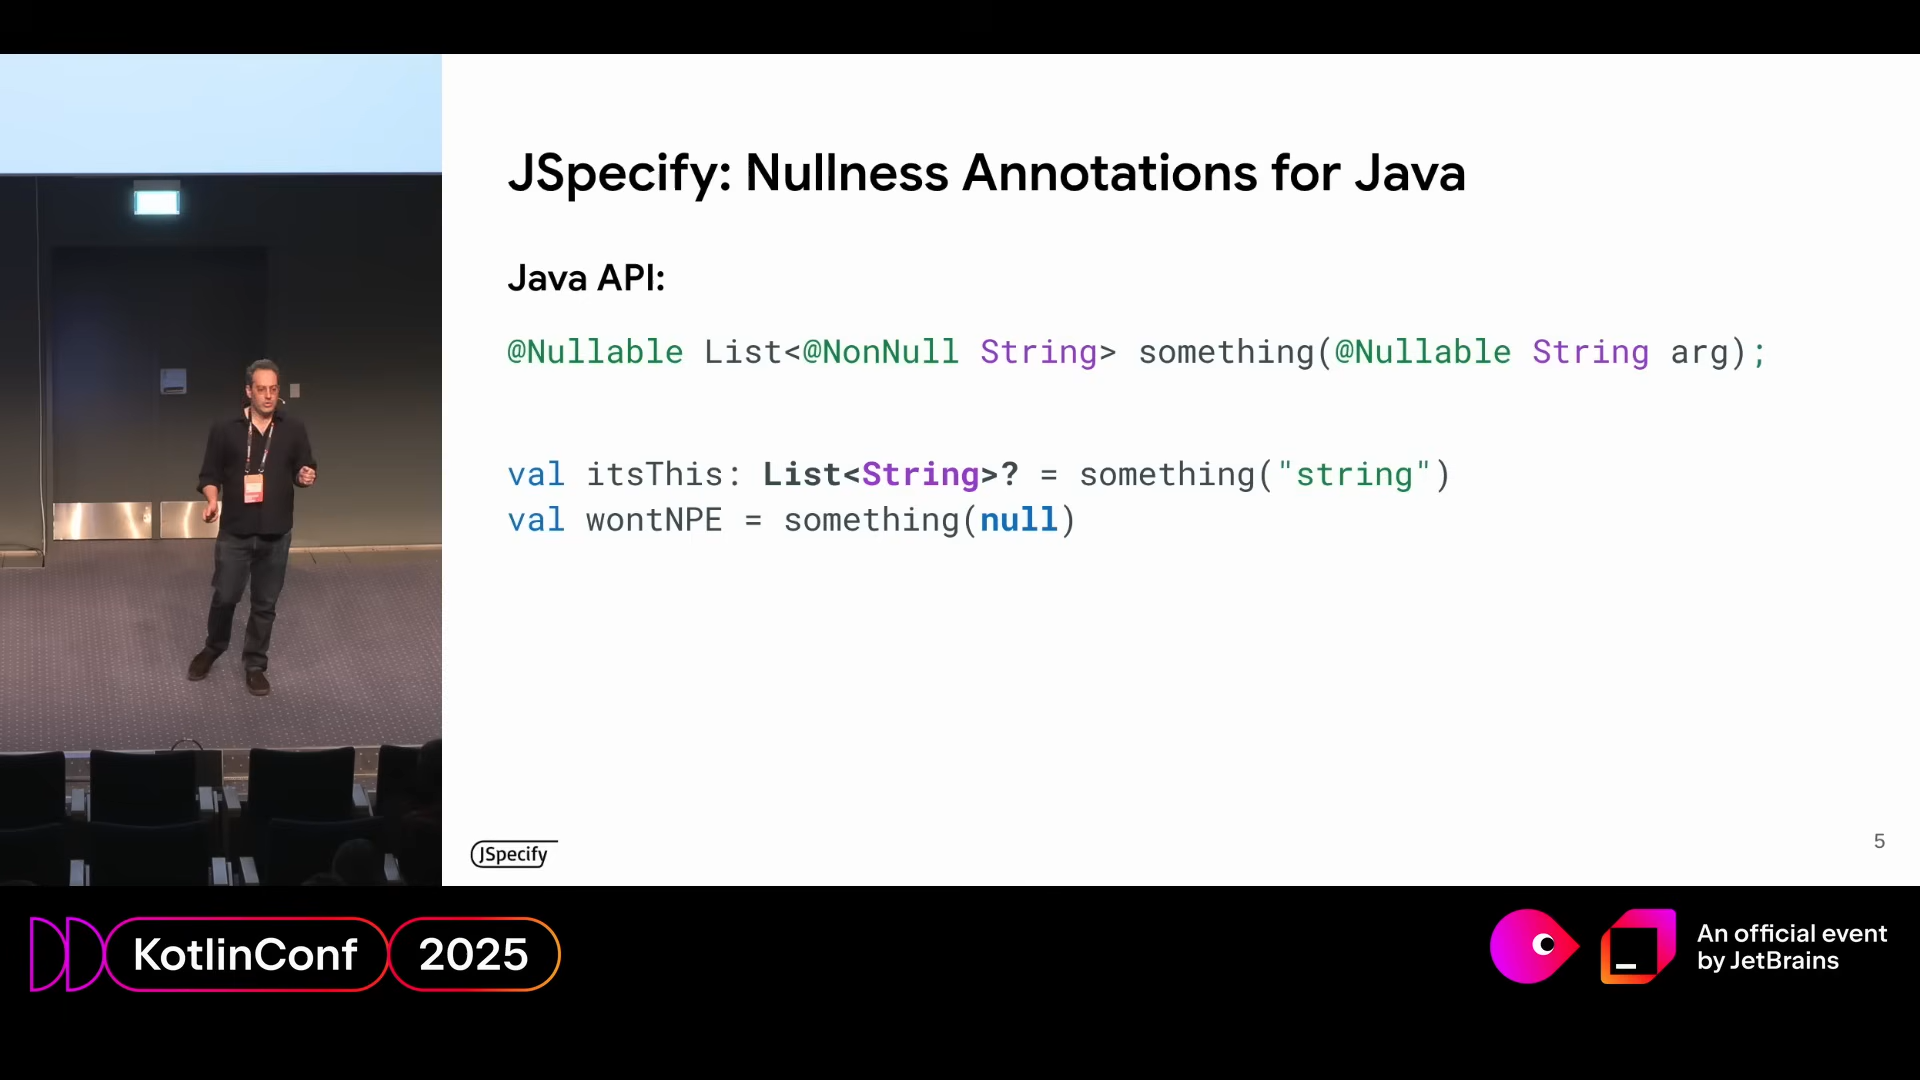 JSpecify: Nullness Annotations for Java
Java API:
@Nullable List<@NonNull String> something(@Nullable String arg);
val itsThis: List<String>? = something("string")
val wontNPE = something(null)
JSpecify
5
KotlinConf 2025
An official event
by JetBrains